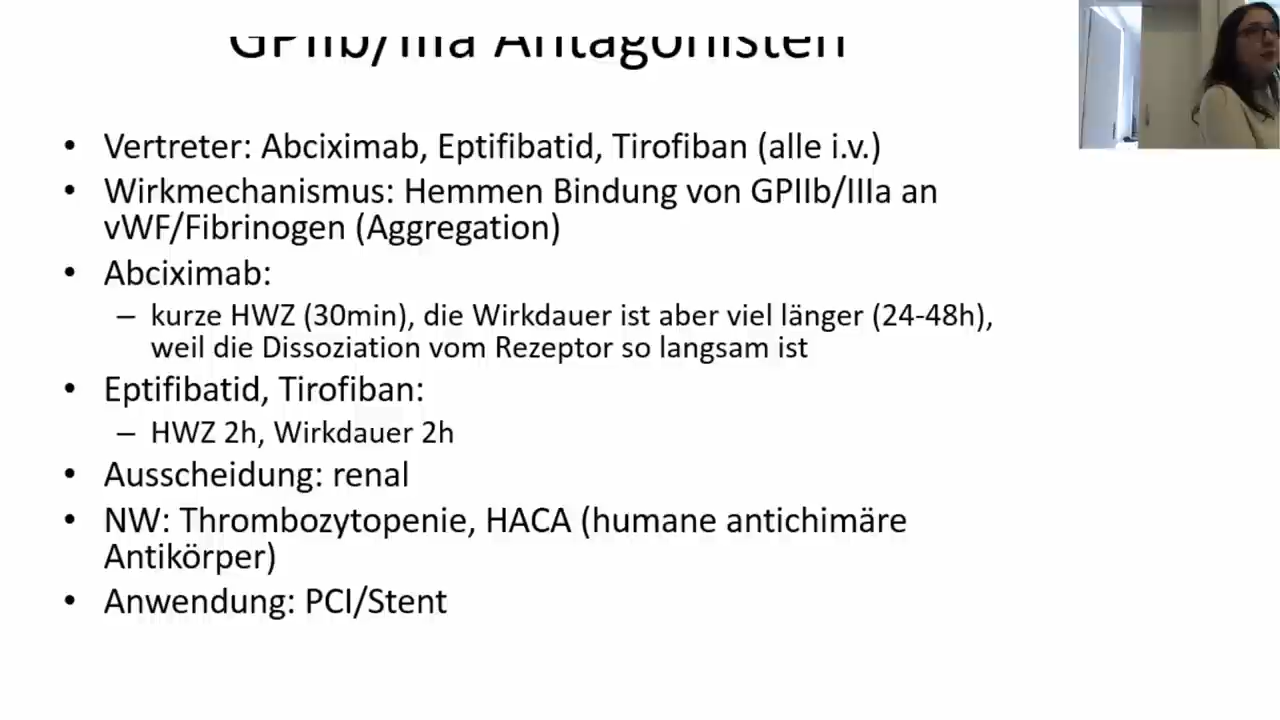 GPIIb/IIIa Antagonisten
• Vertreter: Abciximab, Eptifibatid, Tirofiban (alle i.v.)
• Wirkmechanismus: Hemmen Bindung von GPIIb/IIIa an
vWF/Fibrinogen (Aggregation)
• Abciximab:
– kurze HWZ (30min), die Wirkdauer ist aber viel länger (24-48h),
weil die Dissoziation vom Rezeptor so langsam ist
• Eptifibatid, Tirofiban:
– HWZ 2h, Wirkdauer 2h
• Ausscheidung: renal
• NW: Thrombozytopenie, HACA (humane antichimäre
Antikörper)
• Anwendung: PCI/Stent